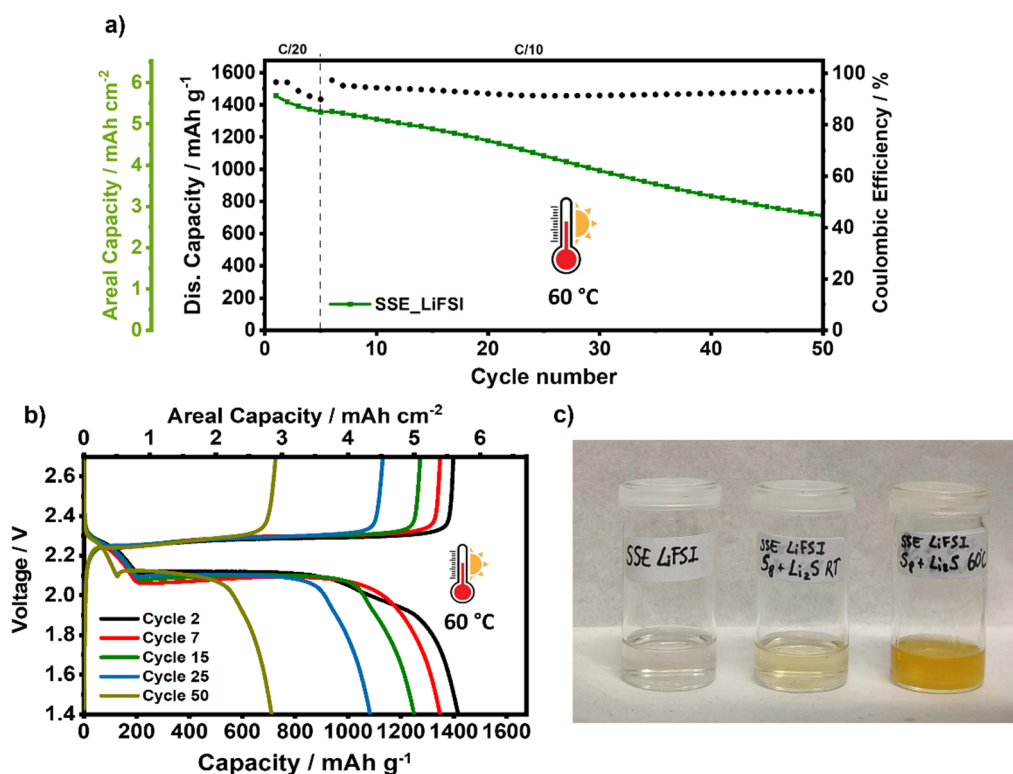 a)
C/20
C/10
Areal Capacity / mAh cm⁻²
6
5
4
3
2
1
0
Dis. Capacity / mAh g⁻¹
1600
1400
1200
1000
800
600
400
200
0
SSE_LiFSI
60 °C
100
80
60
40
20
0
Coulombic Efficiency / %
0 10 20 30 40 50
Cycle number
b)
Areal Capacity / mAh cm⁻²
0 1 2 3 4 5 6
Voltage / V
2.6
2.4
2.2
2.0
1.8
1.6
1.4
60 °C
Cycle 2
Cycle 7
Cycle 15
Cycle 25
Cycle 50
0 200 400 600 800 1000 1200 1400 1600
Capacity / mAh g⁻¹
c)
SSE LiFSI
SSE LiFSI
S₈ + Li₂S RT
SSE LiFSI
S₈ + Li₂S 60°C